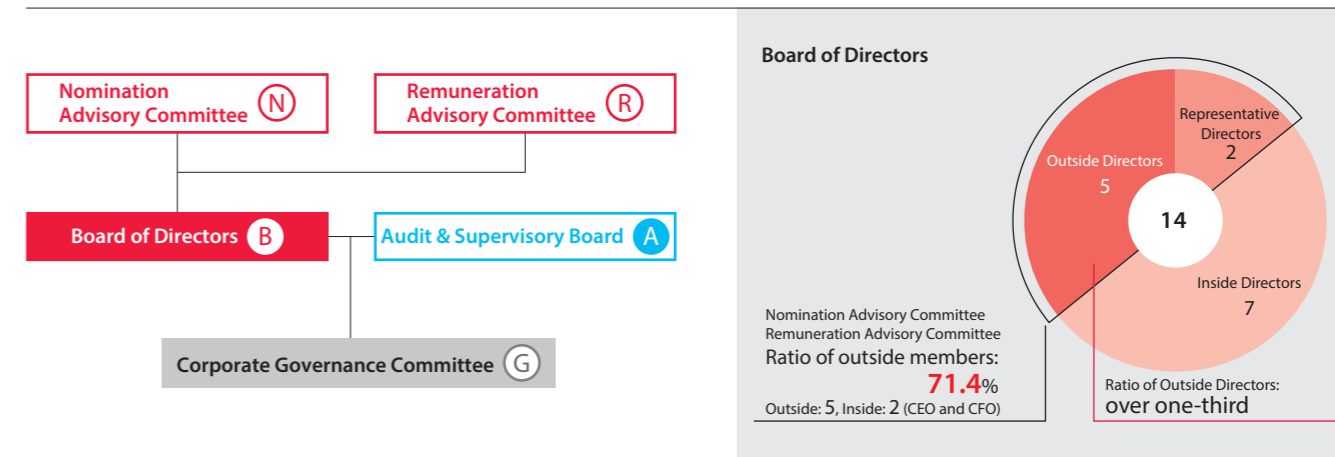 Nomination
Advisory Committee N
Remuneration
Advisory Committee R
Board of Directors B
Audit & Supervisory Board A
Corporate Governance Committee G
Board of Directors
Representative
Directors
2
Outside Directors
5
14
Inside Directors
7
Nomination Advisory Committee
Remuneration Advisory Committee
Ratio of outside members:
71.4%
Outside: 5, Inside: 2 (CEO and CFO)
Ratio of Outside Directors:
over one-third